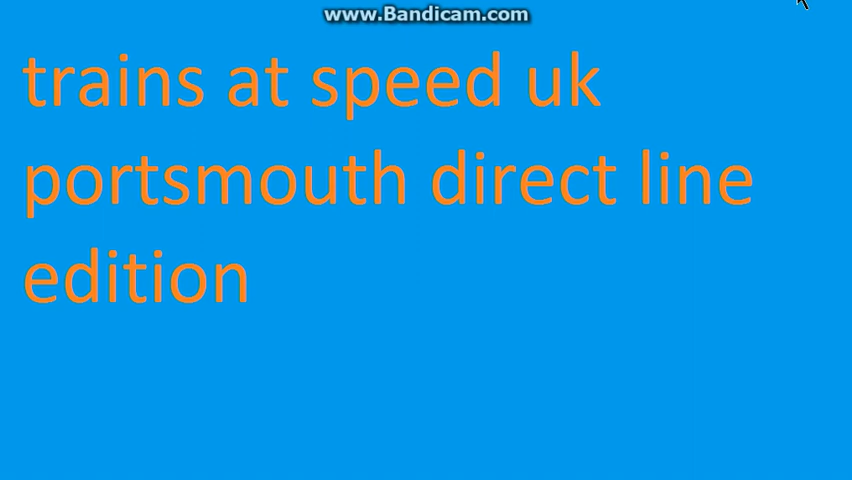 www.Bandicam.com
trains at speed uk
portsmouth direct line
edition